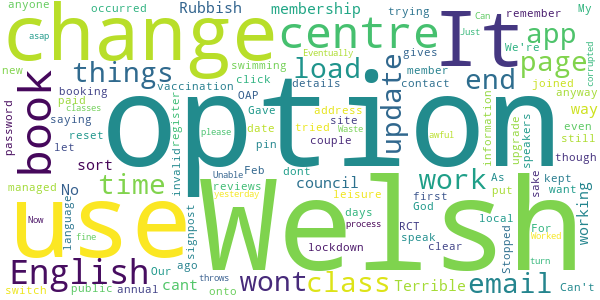 anyone occurred Rubbish membership trying Can My
asap change centre It remember Just We're app
new things load gives page
booking swimming member end joined
vaccination click details contact anyway corrupted
classes paid OAP update information way
book saying option address upgrade
password reset please Gave date site tried Waste speakers even
let invalid register pin couple awful still
sort dont though
No time Unable Feb reviews council work As put sake
managed language yesterday kept want working
use Welsh first God local
Now signpost leisure days process RCT For Stopped Worked
fine Our ago lockdown speak clear turn
English wont class Terrible email Can't
switch public annual cant onto throws Eventually